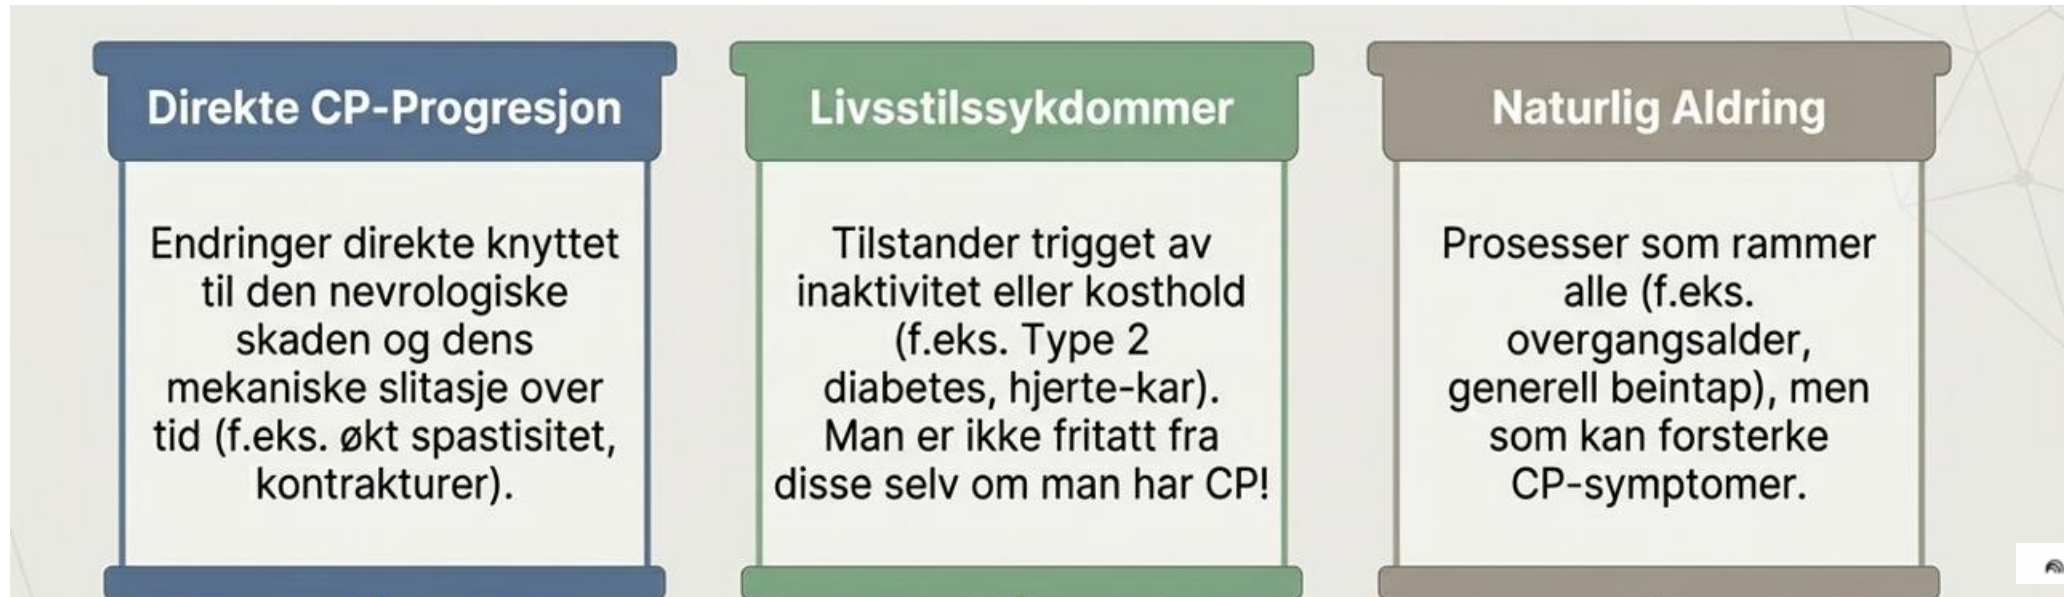 Direkte CP-Progresjon
Endringer direkte knyttet
til den nevrologiske
skaden og dens
mekaniske slitasje over
tid (f.eks. økt spastisitet,
kontrakturer).
Livsstilssykdommer
Tilstander trigget av
inaktivitet eller kosthold
(f.eks. Type 2
diabetes, hjerte-kar).
Man er ikke fritatt fra
disse selv om man har CP!
Naturlig Aldring
Prosesser som rammer
alle (f.eks.
overgangsalder,
generell beintap), men
som kan forsterke
CP-symptomer.